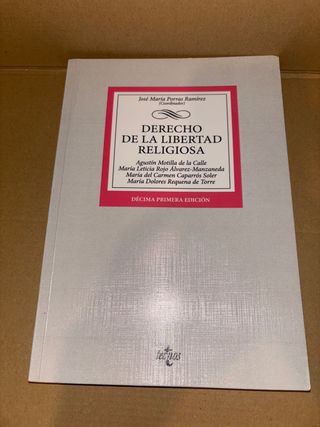 José María Porras Ramírez
(Coordinador)
DERECHO
DE LA LIBERTAD
RELIGIOSA
Agustín Motilla de la Calle
María Leticia Rojo Álvarez-Manzaneda
María del Carmen Caparrós Soler
María Dolores Requena de Torre
DÉCIMA PRIMERA EDICIÓN
tecnos